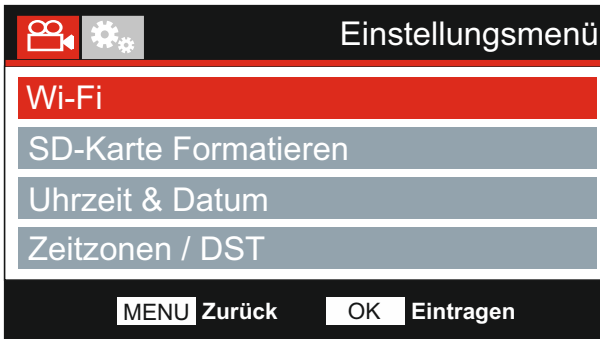 Einstellungsmenü
Wi-Fi
SD-Karte Formatieren
Uhrzeit & Datum
Zeitzonen / DST
MENU Zurück OK Eintragen